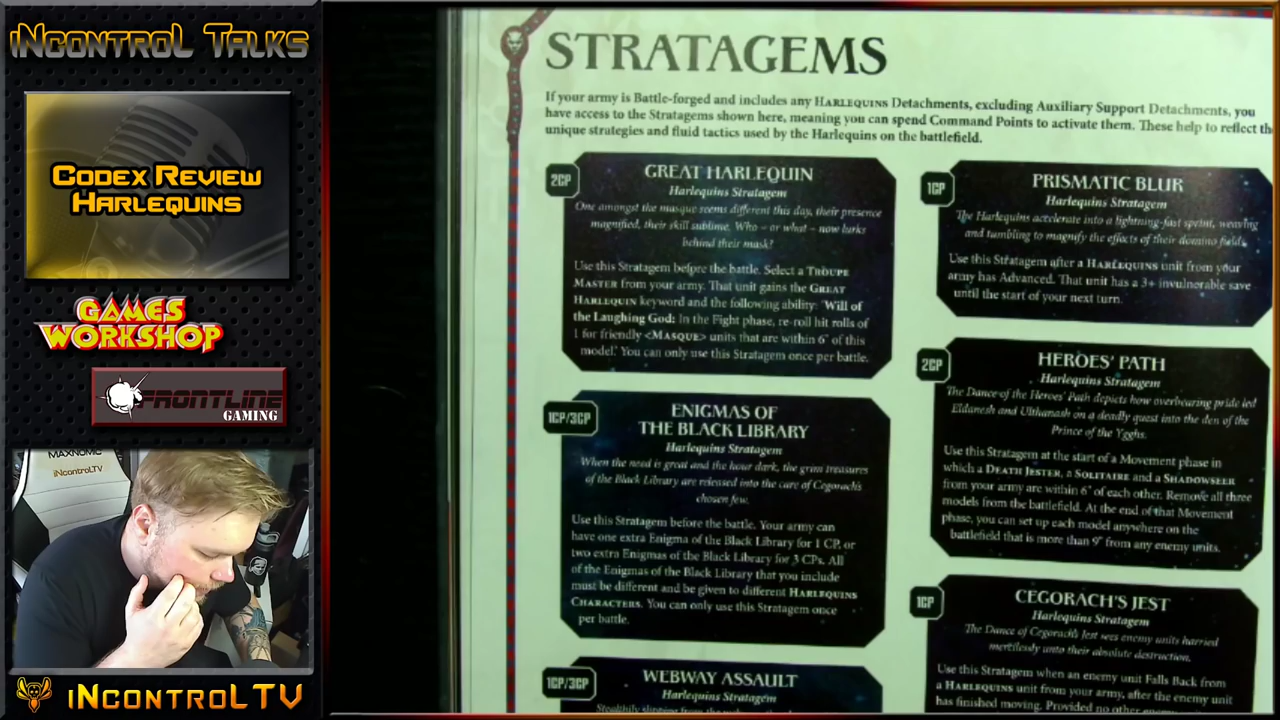 iNcontroL Talks
Codex Review
Harlequins
GAMES
WORKSHOP
FRONTLINE
GAMING
MAXNOMIC
iNcontroLTV
iNcontroLTV
STRATAGEMS
If your army is Battle-forged and includes any HARLEQUINS Detachments, excluding Auxiliary Support Detachments, you
have access to the Stratagems shown here, meaning you can spend Command Points to activate them. These help to reflect the
unique strategies and fluid tactics used by the Harlequins on the battlefield.
2CP
GREAT HARLEQUIN
Harlequins Stratagem
One amongst the masque seems different this day, their presence
magnified, their skill sublime. Who – or what – now lurks
behind their mask?
Use this Stratagem before the battle. Select a TROUPE
MASTER from your army. That unit gains the GREAT
HARLEQUIN keyword and the following ability: 'Will of
the Laughing God: In the Fight phase, re-roll hit rolls of
1 for friendly <MASQUE> units that are within 6" of this
model.' You can only use this Stratagem once per battle.
1CP/3CP
ENIGMAS OF
THE BLACK LIBRARY
Harlequins Stratagem
When the need is great and the hour dark, the grim treasures
of the Black Library are released into the care of Cegorach's
chosen few.
Use this Stratagem before the battle. Your army can
have one extra Enigma of the Black Library for 1 CP, or
two extra Enigmas of the Black Library for 3 CPs. All
of the Enigmas of the Black Library that you include
must be different and be given to different HARLEQUINS
CHARACTERS. You can only use this Stratagem once
per battle.
1CP/3CP
WEBWAY ASSAULT
Harlequins Stratagem
Stealthily slipping from the webway
1CP
PRISMATIC BLUR
Harlequins Stratagem
The Harlequins accelerate into a lightning-fast sprint, weaving
and tumbling to magnify the effects of their domino fields.
Use this Stratagem after a HARLEQUINS unit from your
army has Advanced. That unit has a 3+ invulnerable save
until the start of your next turn.
2CP
HEROES' PATH
Harlequins Stratagem
The Dance of the Heroes' Path depicts how overbearing pride led
Eldanesh and Ulthanash on a deadly quest into the den of the
Prince of the Ygghs.
Use this Stratagem at the start of a Movement phase in
which a DEATH JESTER, a SOLITAIRE and a SHADOWSEER
from your army are within 6" of each other. Remove all three
models from the battlefield. At the end of that Movement
phase, you can set up each model anywhere on the
battlefield that is more than 9" from any enemy units.
1CP
CEGORACH'S JEST
Harlequins Stratagem
The Dance of Cegorach's Jest sees enemy units harried
mercilessly unto their absolute destruction.
Use this Stratagem when an enemy unit Falls Back from
a HARLEQUINS unit from your army, after the enemy unit
has finished moving. Provided no other enemy